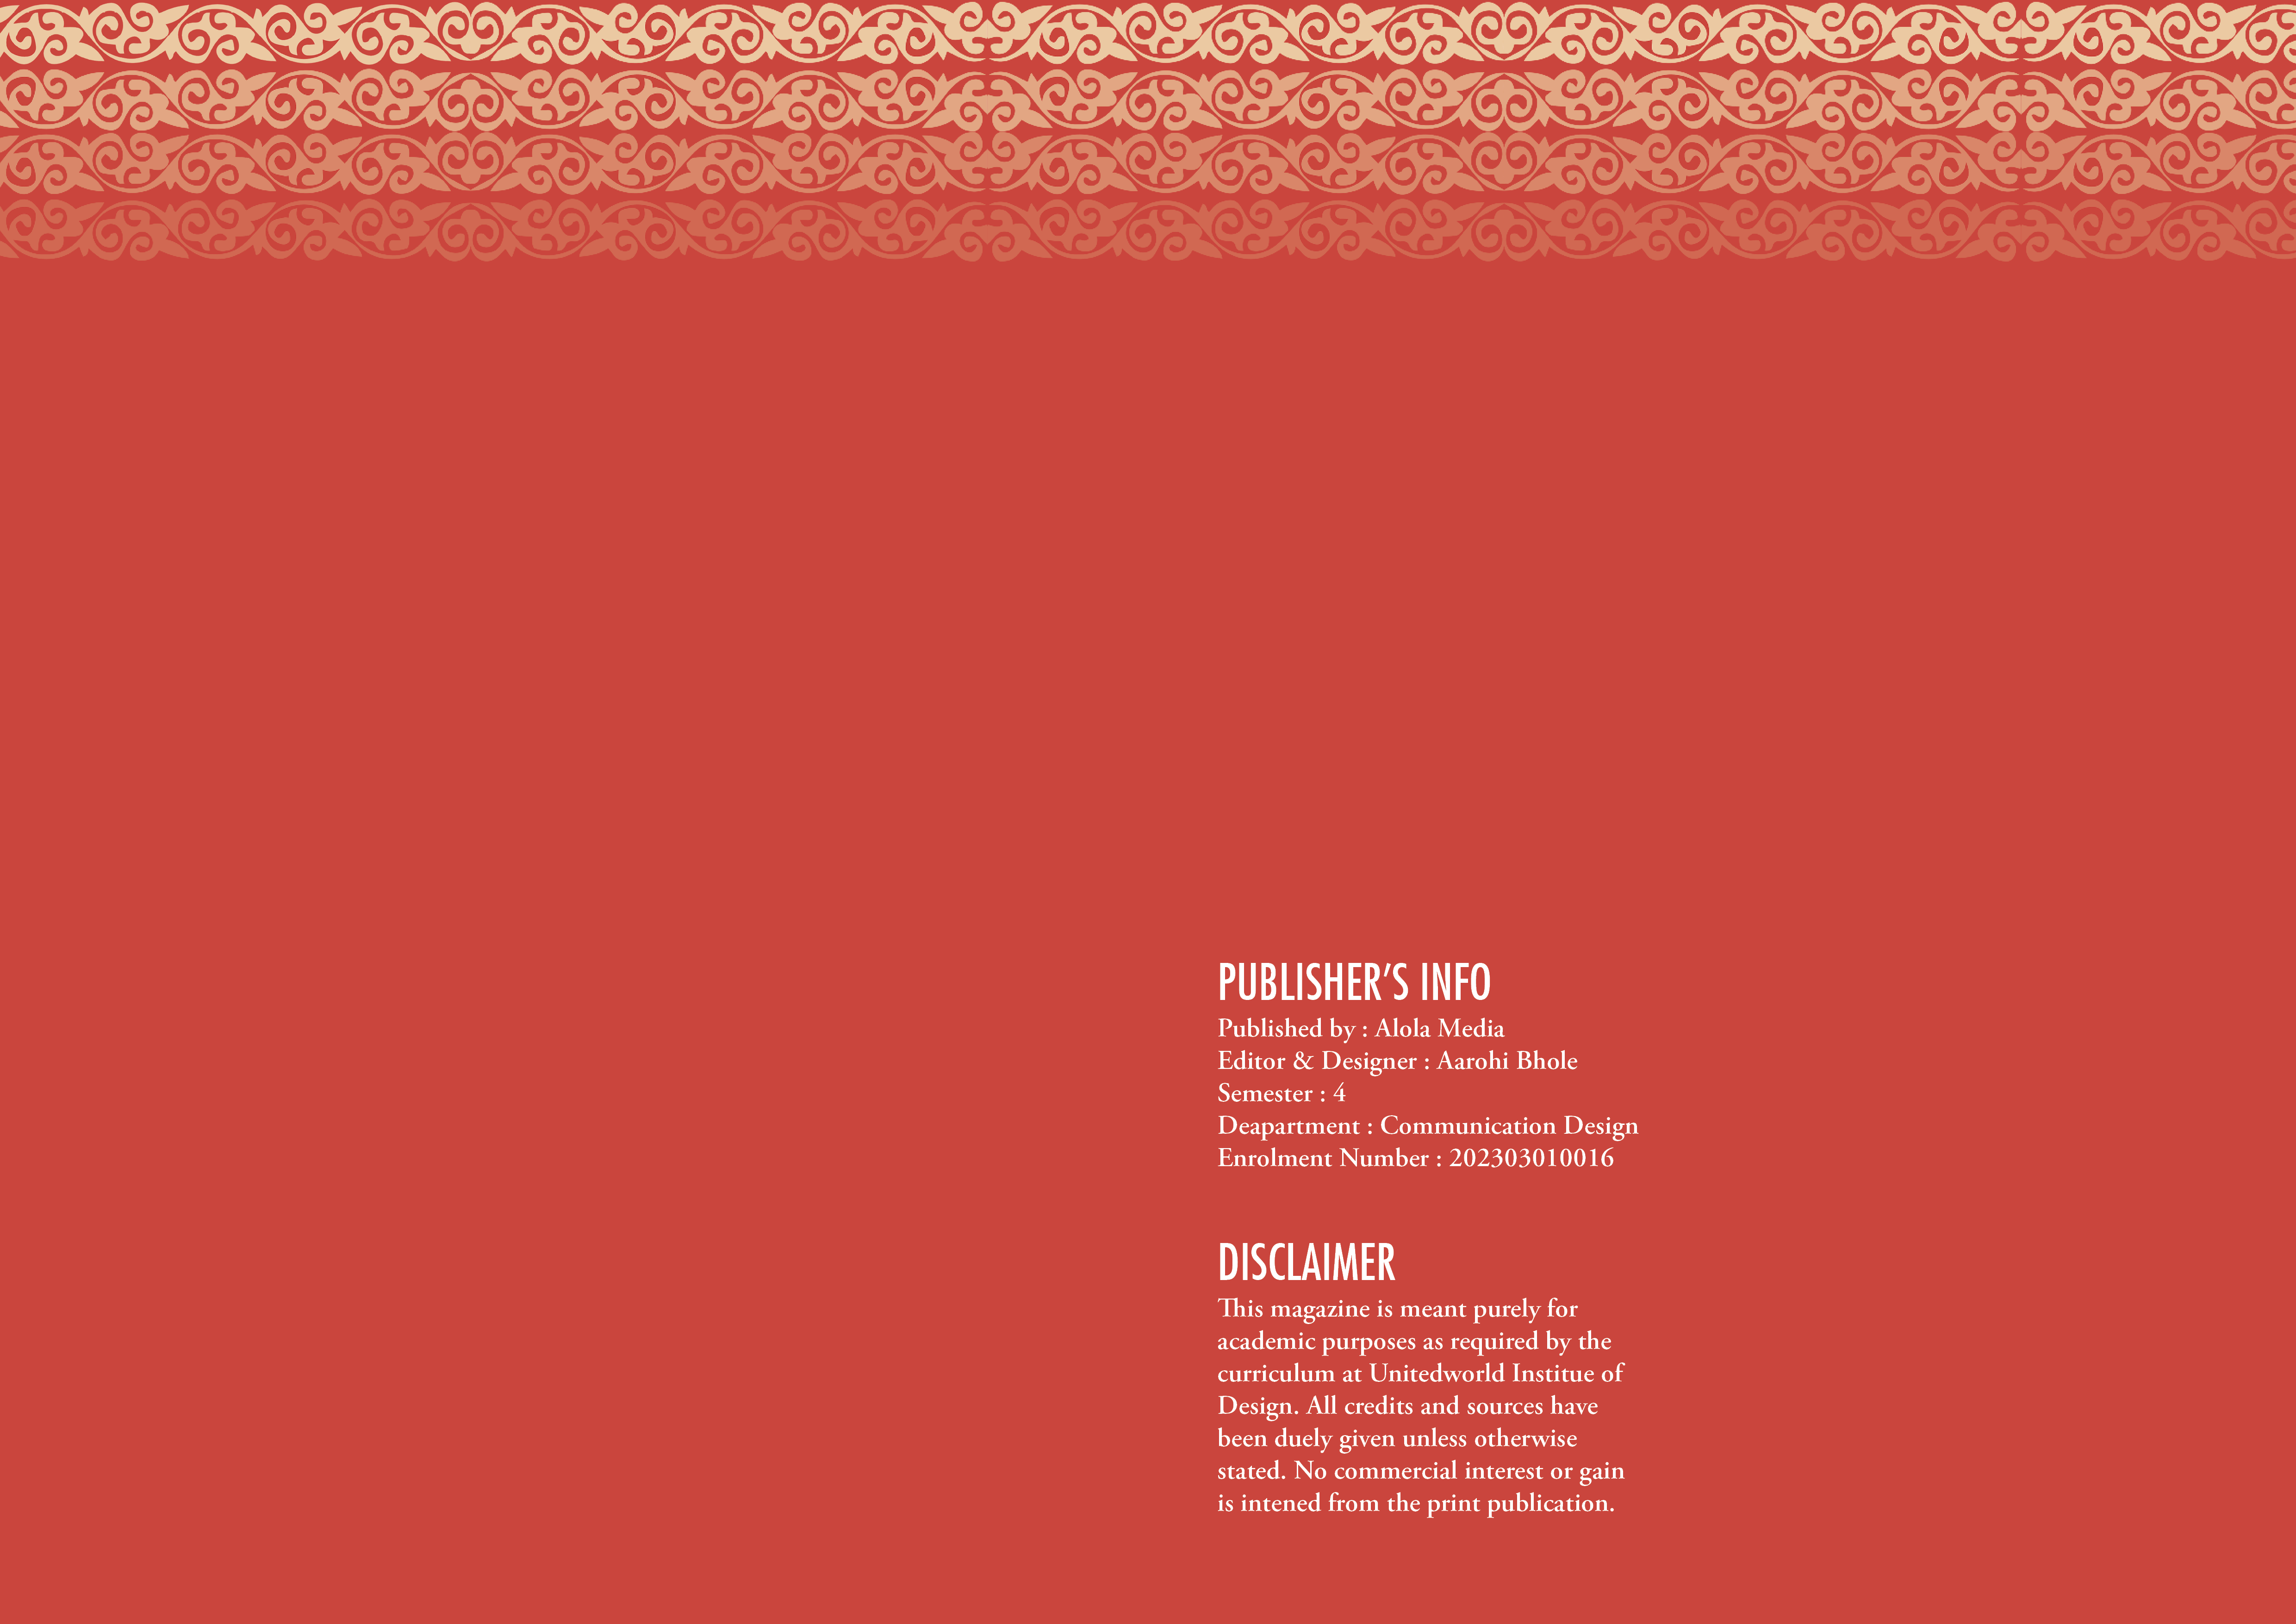 PUBLISHER’S INFO
Published by : Alola Media
Editor & Designer : Aarohi Bhole
Semester : 4
Deapartment : Communication Design
Enrolment Number : 202303010016
DISCLAIMER
This magazine is meant purely for
academic purposes as required by the
curriculum at Unitedworld Institue of
Design. All credits and sources have
been duely given unless otherwise
stated. No commercial interest or gain
is intened from the print publication.